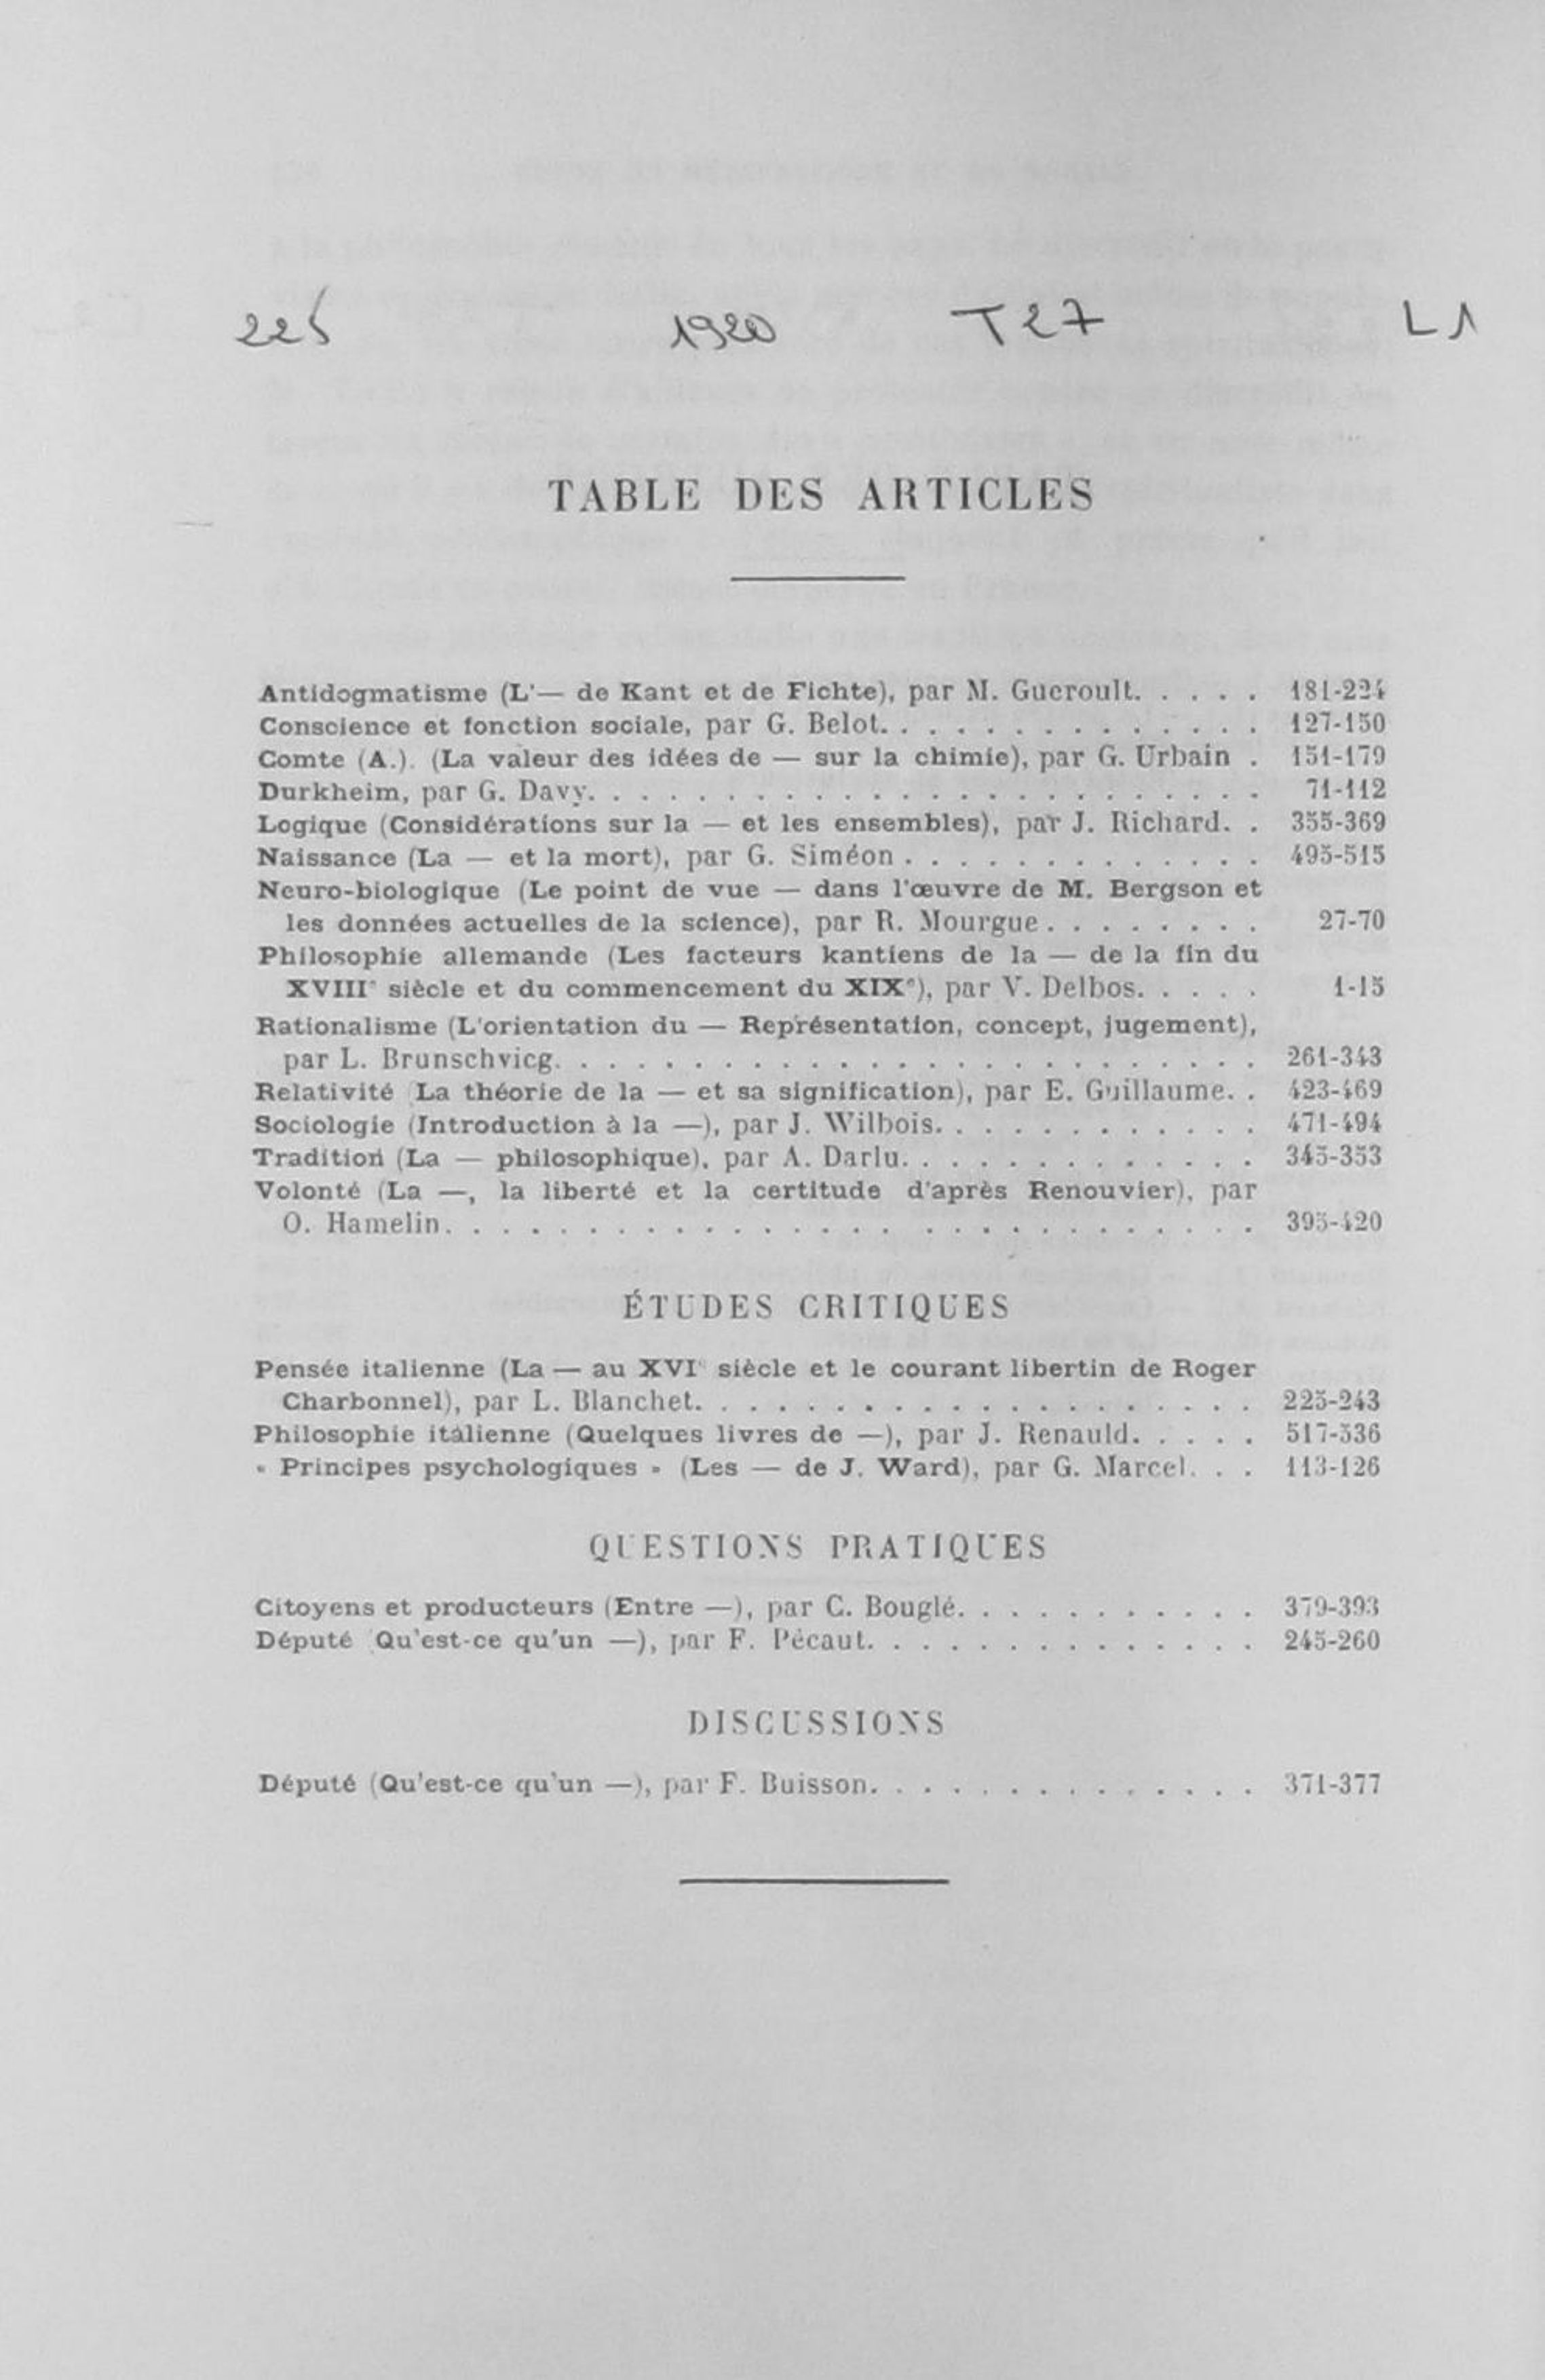 225 1920 T27 L1
TABLE DES ARTICLES
Antidogmatisme (L'— de Kant et de Fichte), par M. Gueroult. . . . . 181-224
Conscience et fonction sociale, par G. Belot. . . . . . . . . . . . . . 127-150
Comte (A.). (La valeur des idées de — sur la chimie), par G. Urbain . 151-179
Durkheim, par G. Davy. . . . . . . . . . . . . . . . . . . . . . . . 71-112
Logique (Considérations sur la — et les ensembles), par J. Richard. . 355-369
Naissance (La — et la mort), par G. Siméon . . . . . . . . . . . . . 495-515
Neuro-biologique (Le point de vue — dans l'œuvre de M. Bergson et
les données actuelles de la science), par R. Mourgue . . . . . . . . 27-70
Philosophie allemande (Les facteurs kantiens de la — de la fin du
XVIIIe siècle et du commencement du XIXe), par V. Delbos. . . . . 1-15
Rationalisme (L'orientation du — Représentation, concept, jugement),
par L. Brunschvicg. . . . . . . . . . . . . . . . . . . . . . . . . 261-343
Relativité (La théorie de la — et sa signification), par E. Guillaume. . 423-469
Sociologie (Introduction à la —), par J. Wilbois. . . . . . . . . . . . 471-494
Tradition (La — philosophique), par A. Darlu. . . . . . . . . . . . . 345-353
Volonté (La —, la liberté et la certitude d'après Renouvier), par
O. Hamelin. . . . . . . . . . . . . . . . . . . . . . . . . . . . 395-420
ÉTUDES CRITIQUES
Pensée italienne (La — au XVIe siècle et le courant libertin de Roger
Charbonnel), par L. Blanchet. . . . . . . . . . . . . . . . . . . . 225-243
Philosophie italienne (Quelques livres de —), par J. Renauld. . . . . 517-536
« Principes psychologiques » (Les — de J. Ward), par G. Marcel. . . 113-126
QUESTIONS PRATIQUES
Citoyens et producteurs (Entre —), par C. Bouglé. . . . . . . . . . . 379-393
Député (Qu'est-ce qu'un —), par F. Pécaut. . . . . . . . . . . . . . 245-260
DISCUSSIONS
Député (Qu'est-ce qu'un —), par F. Buisson. . . . . . . . . . . . . . 371-377